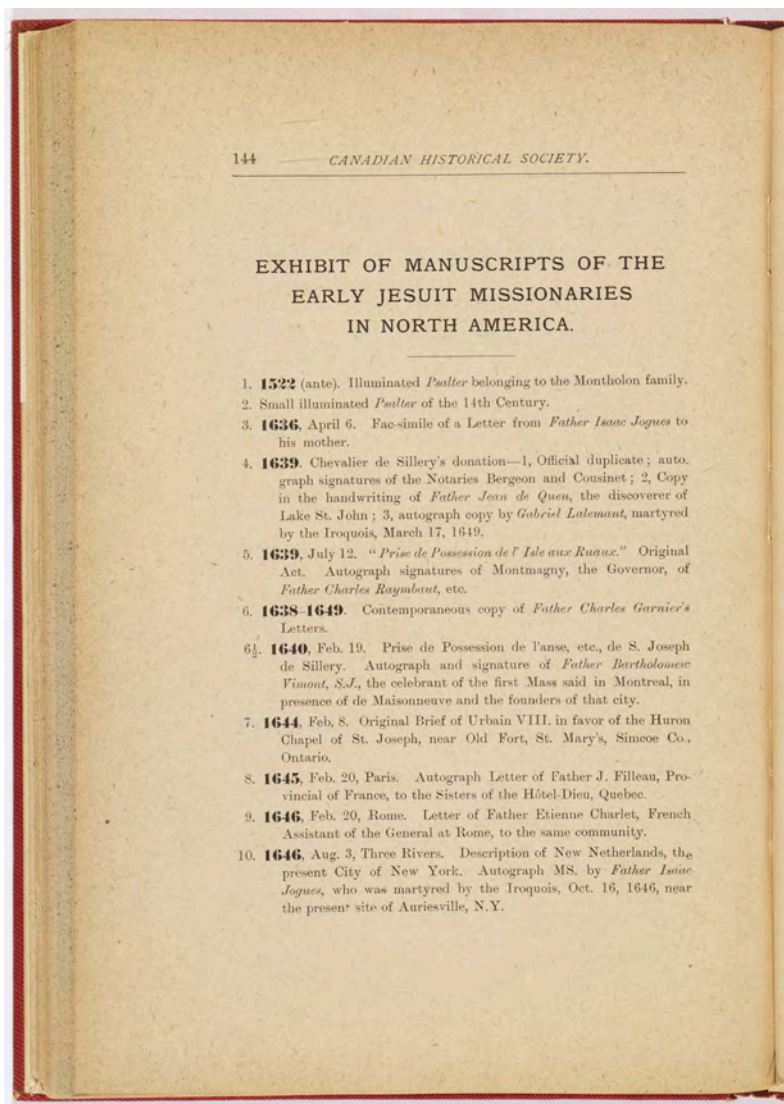 144 CANADIAN HISTORICAL SOCIETY.
EXHIBIT OF MANUSCRIPTS OF THE
EARLY JESUIT MISSIONARIES
IN NORTH AMERICA.
1. 1522 (ante). Illuminated Psalter belonging to the Montholon family.
2. Small illuminated Psalter of the 14th Century.
3. 1636, April 6. Fac-simile of a Letter from Father Isaac Jogues to
his mother.
4. 1639. Chevalier de Sillery's donation—1, Official duplicate; auto.
graph signatures of the Notaries Bergeon and Cousinet; 2, Copy
in the handwriting of Father Jean de Quen, the discoverer of
Lake St. John; 3, autograph copy by Gabriel Lalemant, martyred
by the Iroquois, March 17, 1649.
5. 1639, July 12. "Prise de Possession de l' Isle aux Ruaux." Original
Act. Autograph signatures of Montmagny, the Governor, of
Father Charles Raymbaut, etc.
6. 1638-1649. Contemporaneous copy of Father Charles Garnier's
Letters.
6½. 1640, Feb. 19. Prise de Possession de l'anse, etc., de S. Joseph
de Sillery. Autograph and signature of Father Bartholomew
Vimont, S.J., the celebrant of the first Mass said in Montreal, in
presence of de Maisonneuve and the founders of that city.
7. 1644, Feb. 8. Original Brief of Urbain VIII. in favor of the Huron
Chapel of St. Joseph, near Old Fort, St. Mary's, Simcoe Co.,
Ontario.
8. 1645, Feb. 20, Paris. Autograph Letter of Father J. Filleau, Pro-
vincial of France, to the Sisters of the Hôtel-Dieu, Quebec.
9. 1646, Feb. 20, Rome. Letter of Father Etienne Charlet, French
Assistant of the General at Rome, to the same community.
10. 1646, Aug. 3, Three Rivers. Description of New Netherlands, the
present City of New York. Autograph MS. by Father Isaac
Jogues, who was martyred by the Iroquois, Oct. 16, 1646, near
the present site of Auriesville, N.Y.